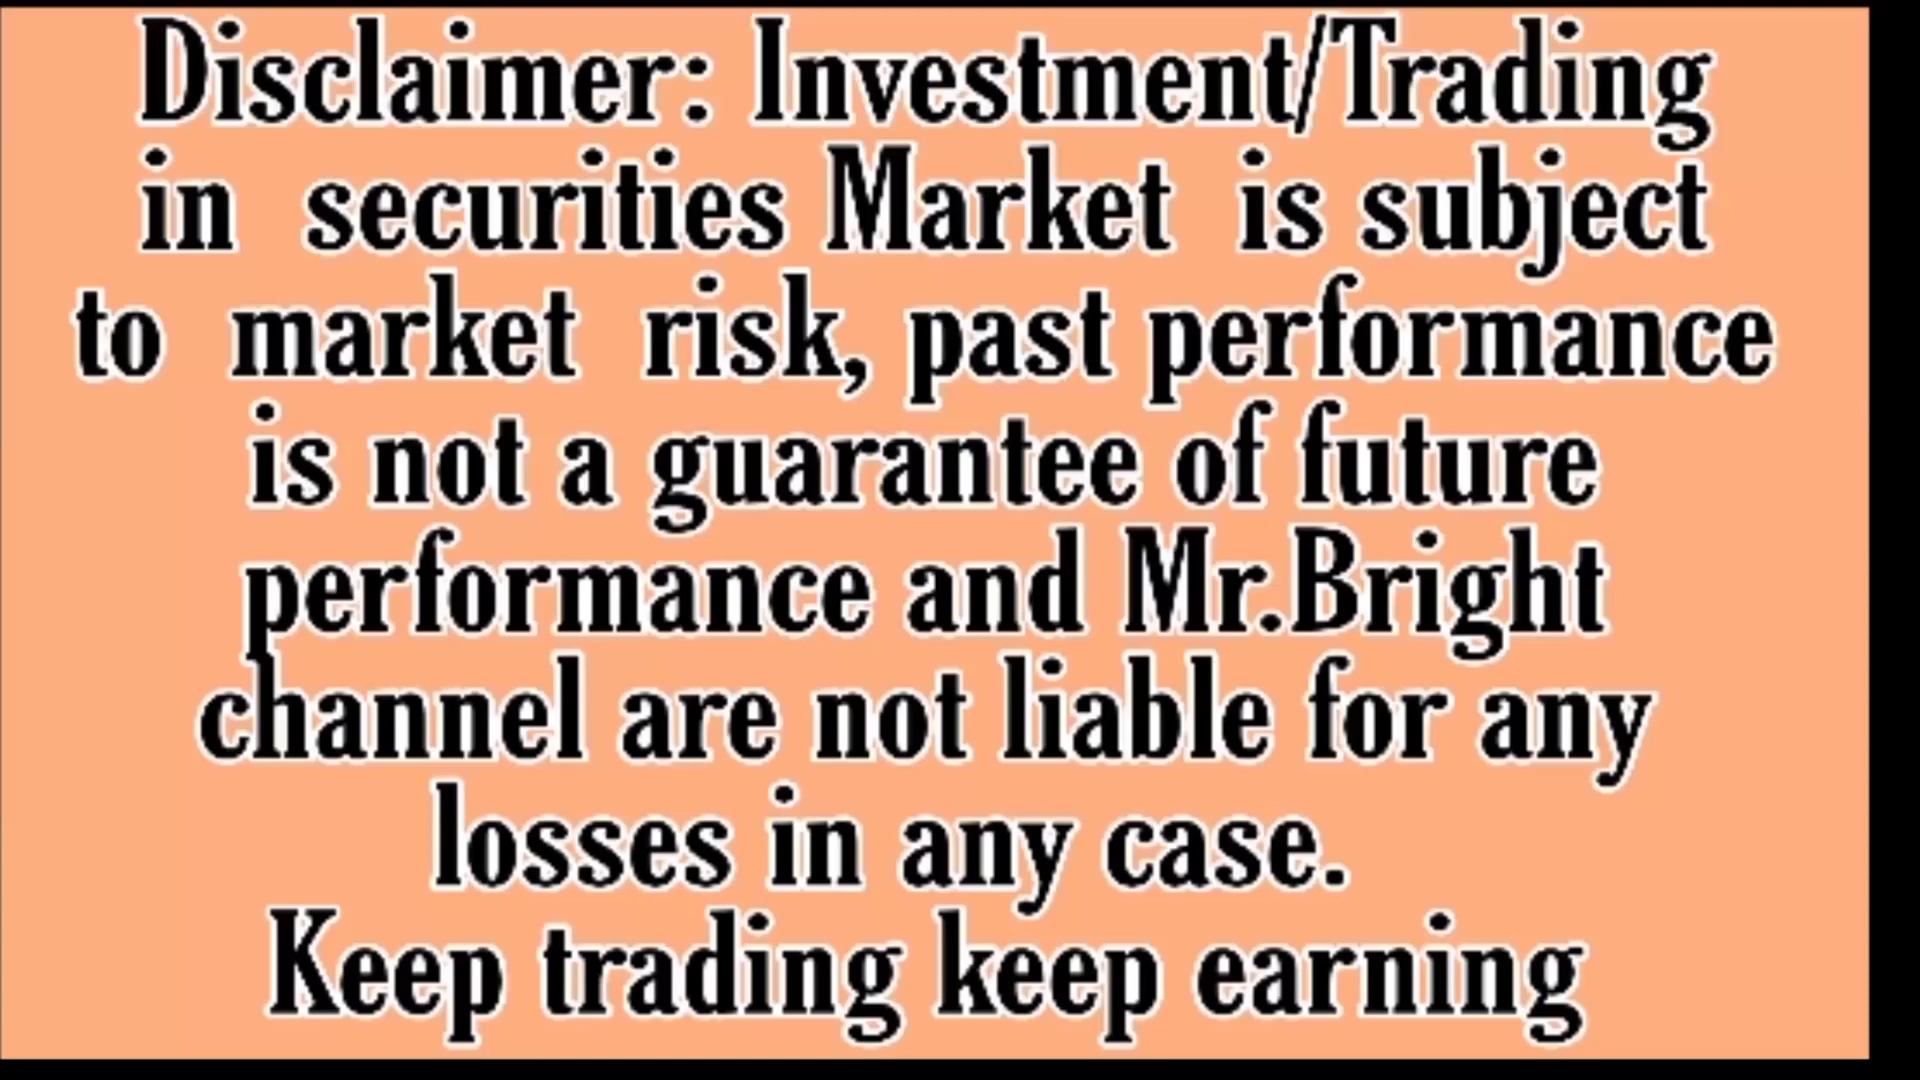 Disclaimer: Investment/Trading
in securities Market is subject
to market risk, past performance
is not a guarantee of future
performance and Mr.Bright
channel are not liable for any
losses in any case.
Keep trading keep earning